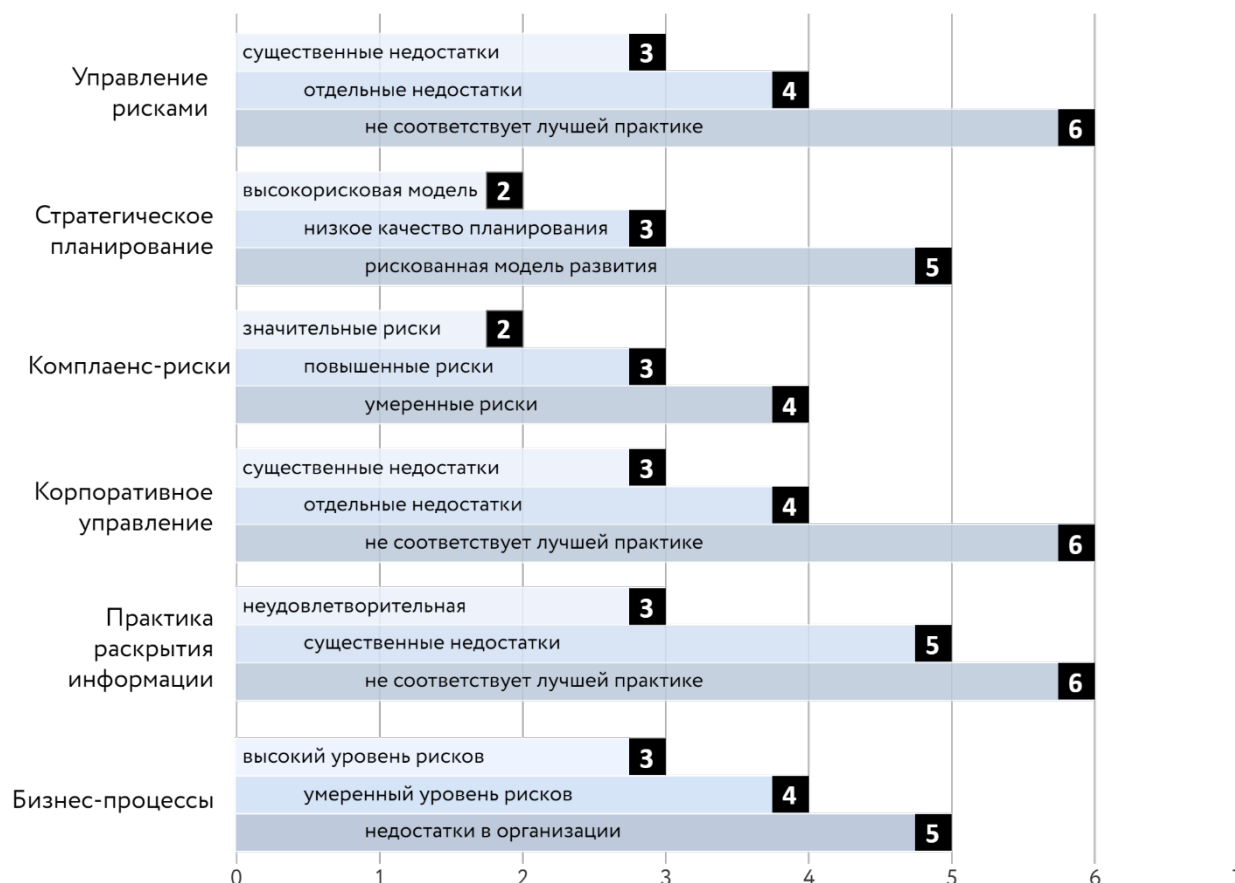 Управление
рисками
существенные недостатки 3
отдельные недостатки 4
не соответствует лучшей практике 6
Стратегическое
планирование
высокорисковая модель 2
низкое качество планирования 3
рискованная модель развития 5
Комплаенс-риски
значительные риски 2
повышенные риски 3
умеренные риски 4
Корпоративное
управление
существенные недостатки 3
отдельные недостатки 4
не соответствует лучшей практике 6
Практика
раскрытия
информации
неудовлетворительная 3
существенные недостатки 5
не соответствует лучшей практике 6
Бизнес-процессы
высокий уровень рисков 3
умеренный уровень рисков 4
недостатки в организации 5
0 1 2 3 4 5 6